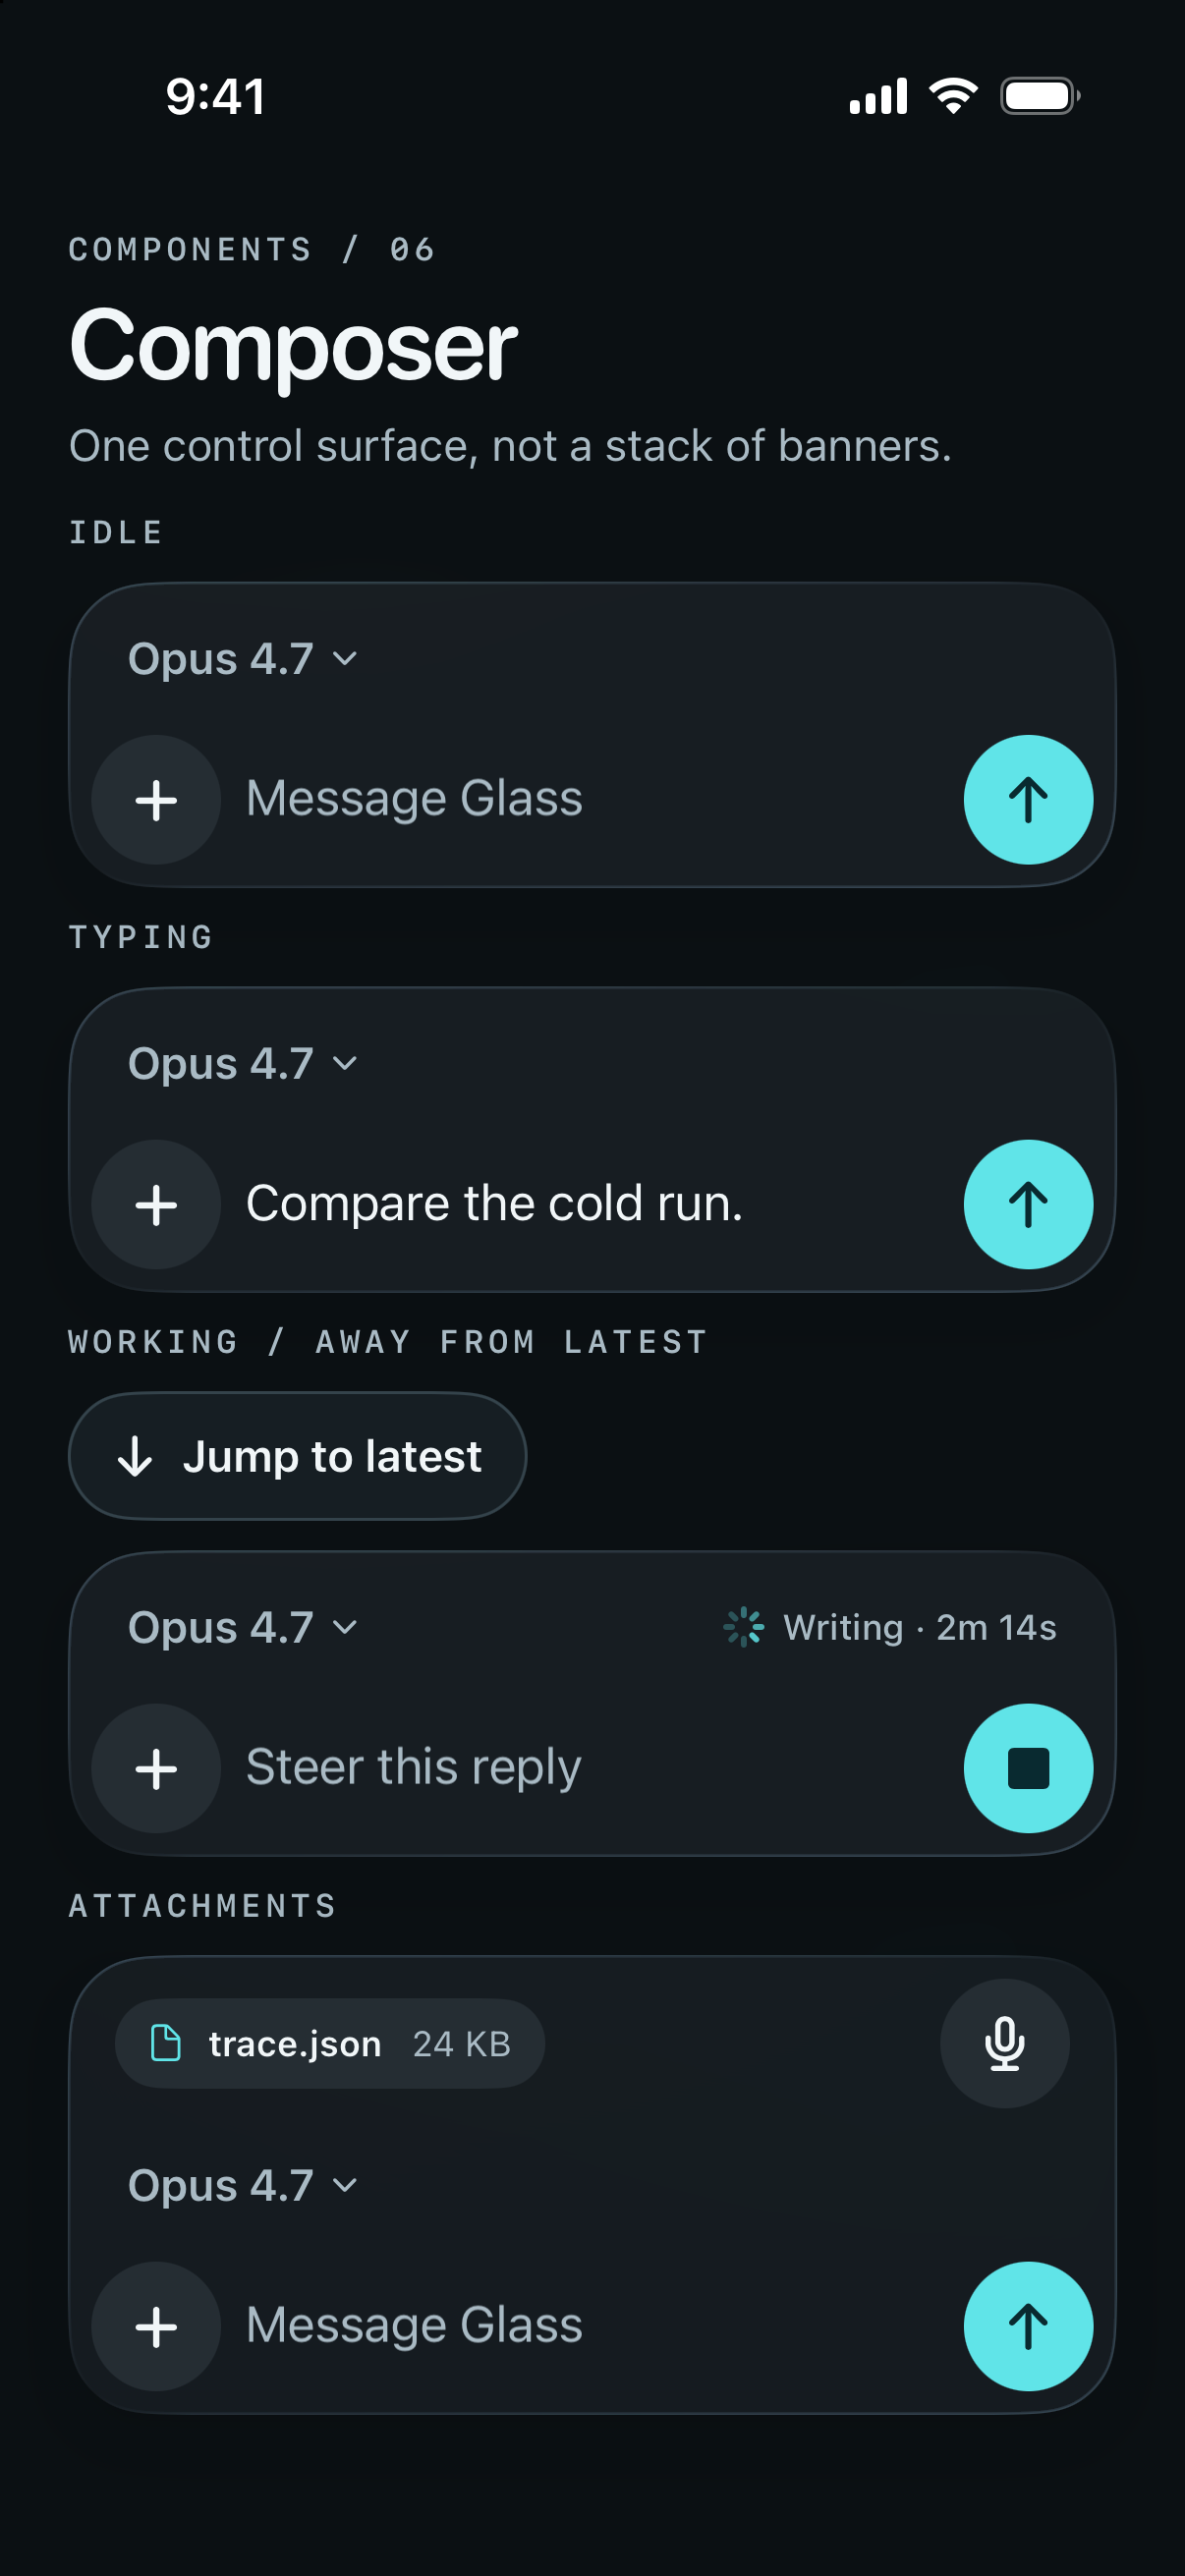 9:41
COMPONENTS / 06
Composer
One control surface, not a stack of banners.
IDLE
Opus 4.7
Message Glass
TYPING
Opus 4.7
Compare the cold run.
WORKING / AWAY FROM LATEST
Jump to latest
Opus 4.7 Writing · 2m 14s
Steer this reply
ATTACHMENTS
trace.json 24 KB
Opus 4.7
Message Glass